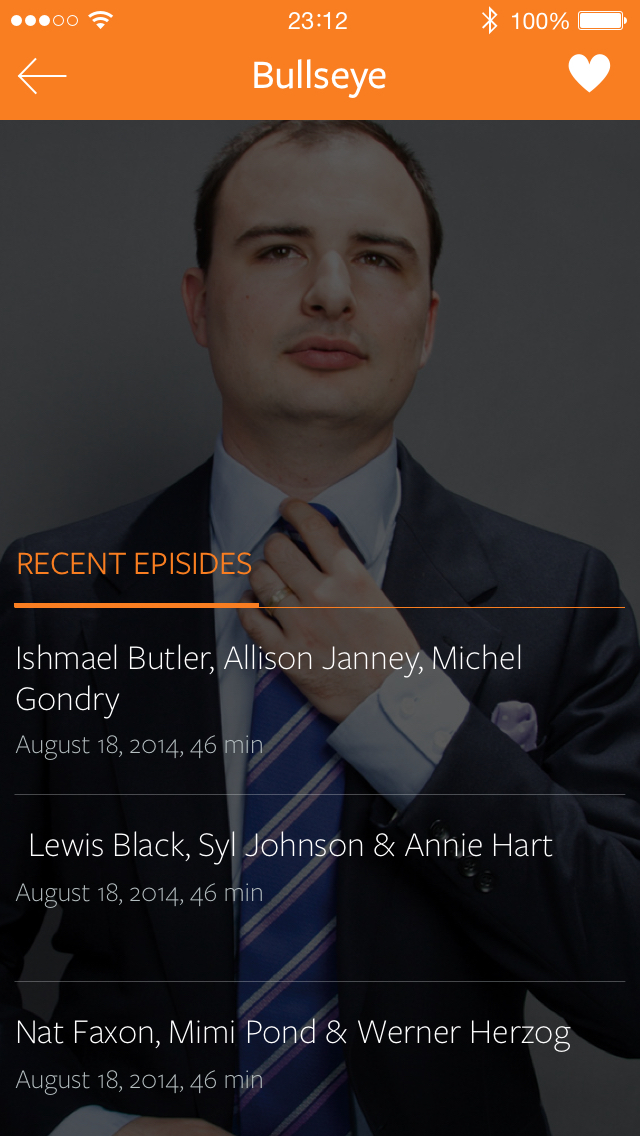 23:12
100%
Bullseye
RECENT EPISIDES
Ishmael Butler, Allison Janney, Michel
Gondry
August 18, 2014, 46 min
Lewis Black, Syl Johnson & Annie Hart
August 18, 2014, 46 min
Nat Faxon, Mimi Pond & Werner Herzog
August 18, 2014, 46 min